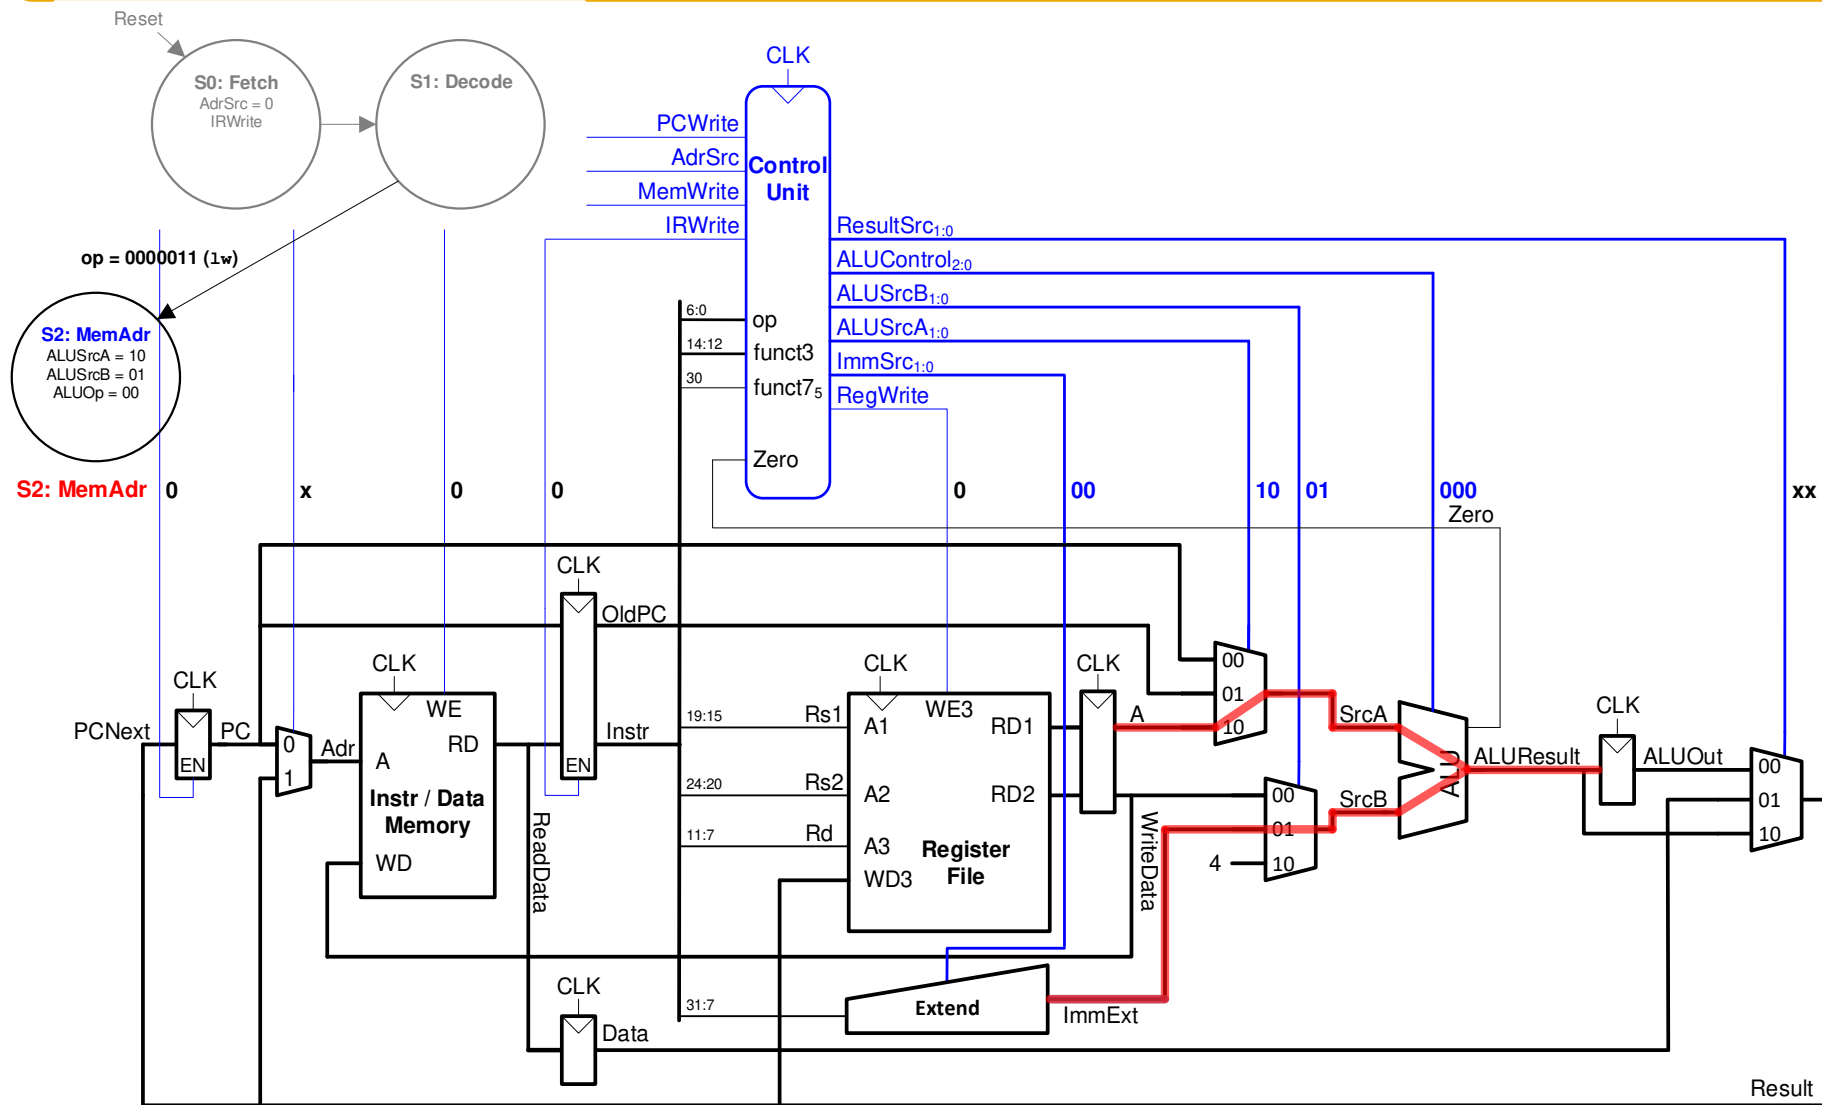 Reset
S0: Fetch
AdrSrc = 0
IRWrite
S1: Decode
op = 0000011 (lw)
S2: MemAdr
ALUSrcA = 10
ALUSrcB = 01
ALUOp = 00
CLK
PCWrite
AdrSrc
MemWrite
IRWrite
Control
Unit
ResultSrc1:0
ALUControl2:0
ALUSrcB1:0
ALUSrcA1:0
ImmSrc1:0
RegWrite
6:0
op
14:12
funct3
30
funct75
Zero
S2: MemAdr
0
x
0
0
0
00
10
01
000
xx
Zero
CLK
OldPC
CLK
PCNext
EN
PC
0
1
Adr
CLK
WE
A
RD
Instr / Data
Memory
WD
EN
Instr
ReadData
CLK
Data
19:15
Rs1
24:20
Rs2
11:7
Rd
31:7
CLK
WE3
A1
RD1
A2
RD2
A3
WD3
Register
File
Extend
ImmExt
CLK
A
WriteData
00
01
10
00
01
10
4
SrcA
SrcB
ALU
ALUResult
CLK
ALUOut
00
01
10
Result